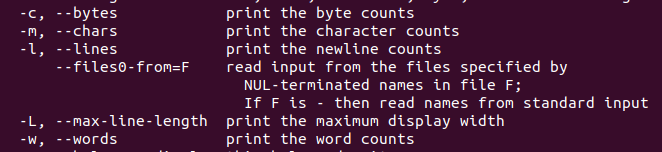 -c, --bytes            print the byte counts
-m, --chars            print the character counts
-l, --lines            print the newline counts
    --files0-from=F    read input from the files specified by
                         NUL-terminated names in file F;
                         If F is - then read names from standard input
-L, --max-line-length  print the maximum display width
-w, --words            print the word counts